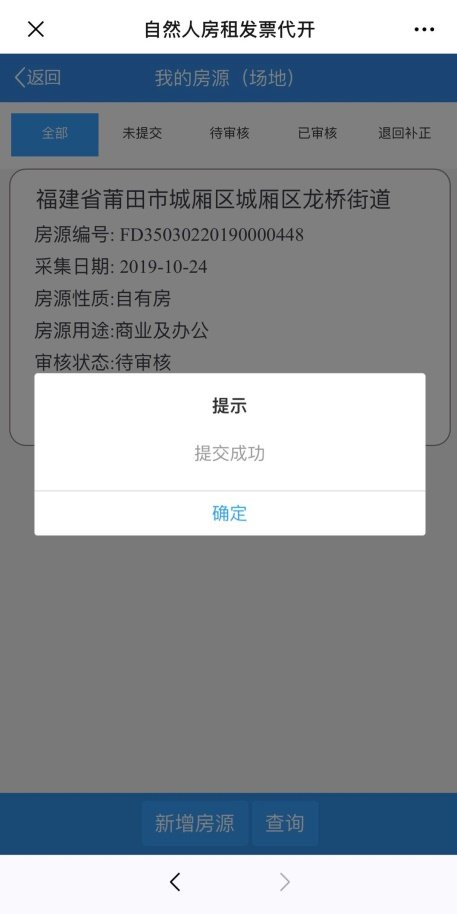 自然人房租发票代开
返回
我的房源（场地）
全部 未提交 待审核 已审核 退回补正
福建省莆田市城厢区城厢区龙桥街道
房源编号: FD35030220190000448
采集日期: 2019-10-24
房源性质:自有房
房源用途:商业及办公
审核状态:待审核
提示
提交成功
确定
新增房源 查询